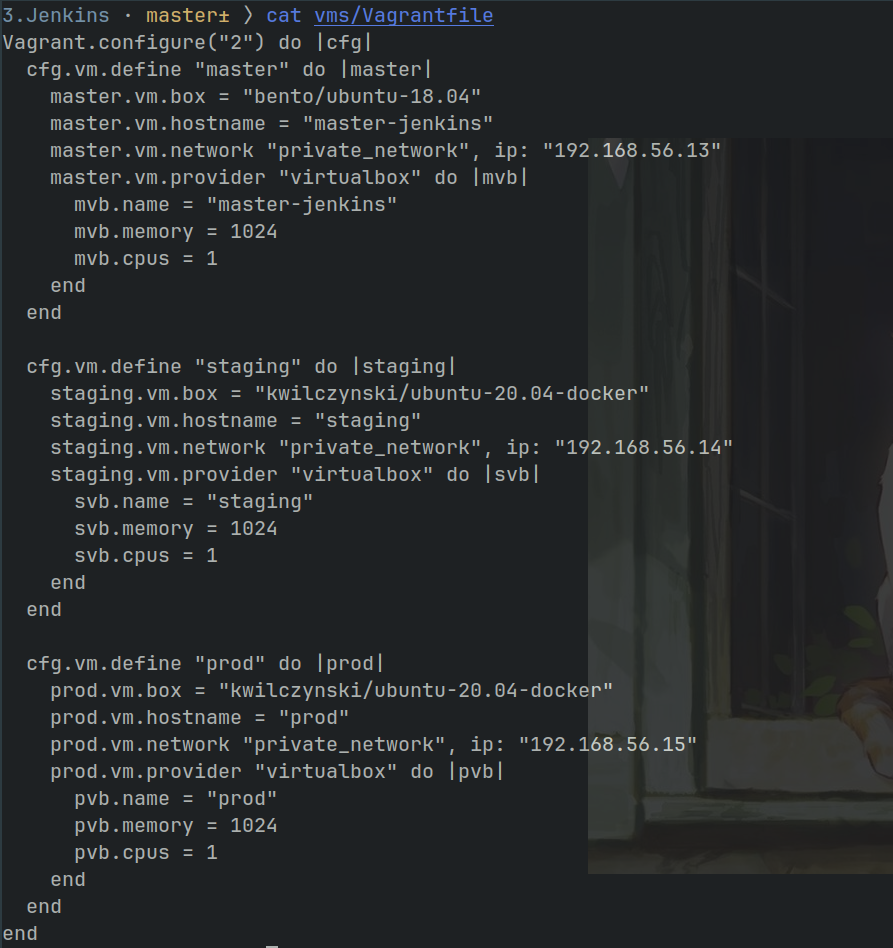 3.Jenkins · master± 〉 cat vms/Vagrantfile
Vagrant.configure("2") do |cfg|
  cfg.vm.define "master" do |master|
    master.vm.box = "bento/ubuntu-18.04"
    master.vm.hostname = "master-jenkins"
    master.vm.network "private_network", ip: "192.168.56.13"
    master.vm.provider "virtualbox" do |mvb|
      mvb.name = "master-jenkins"
      mvb.memory = 1024
      mvb.cpus = 1
    end
  end

  cfg.vm.define "staging" do |staging|
    staging.vm.box = "kwilczynski/ubuntu-20.04-docker"
    staging.vm.hostname = "staging"
    staging.vm.network "private_network", ip: "192.168.56.14"
    staging.vm.provider "virtualbox" do |svb|
      svb.name = "staging"
      svb.memory = 1024
      svb.cpus = 1
    end
  end

  cfg.vm.define "prod" do |prod|
    prod.vm.box = "kwilczynski/ubuntu-20.04-docker"
    prod.vm.hostname = "prod"
    prod.vm.network "private_network", ip: "192.168.56.15"
    prod.vm.provider "virtualbox" do |pvb|
      pvb.name = "prod"
      pvb.memory = 1024
      pvb.cpus = 1
    end
  end
end